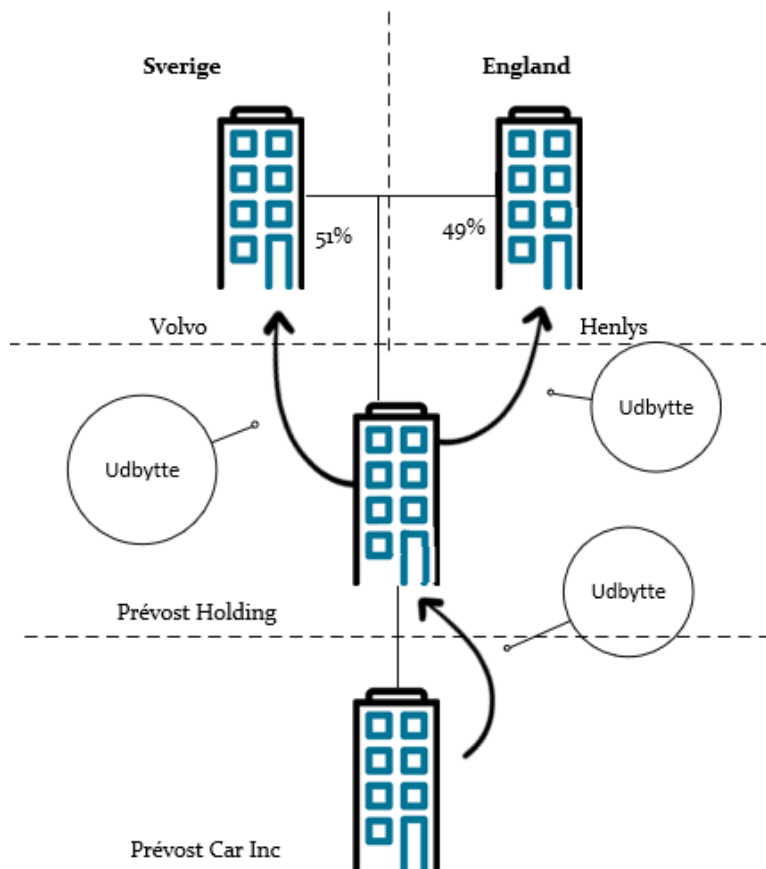 Sverige
England
51%
49%
Volvo
Henlys
Udbytte
Udbytte
Udbytte
Prévost Holding
Prévost Car Inc